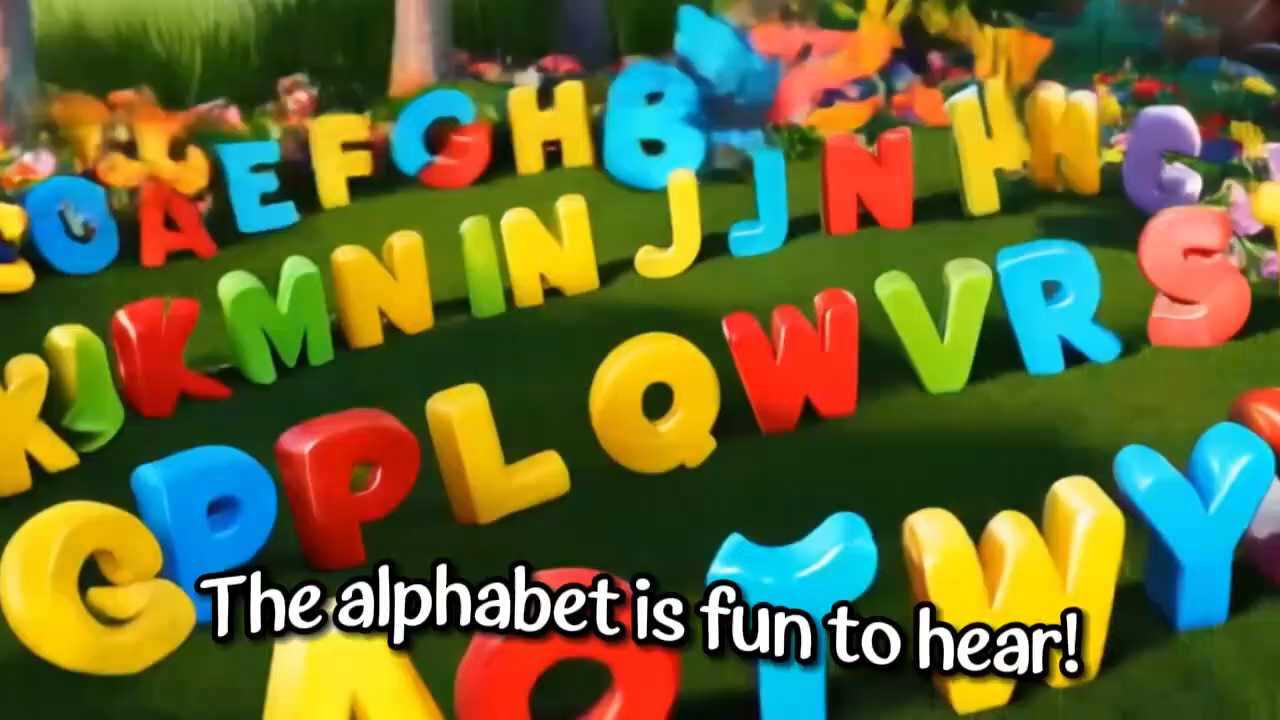 O A E F G H B J N H N G
K J K M N I N J
G P P L Q W V R S
A O T W Y
The alphabet is fun to hear!